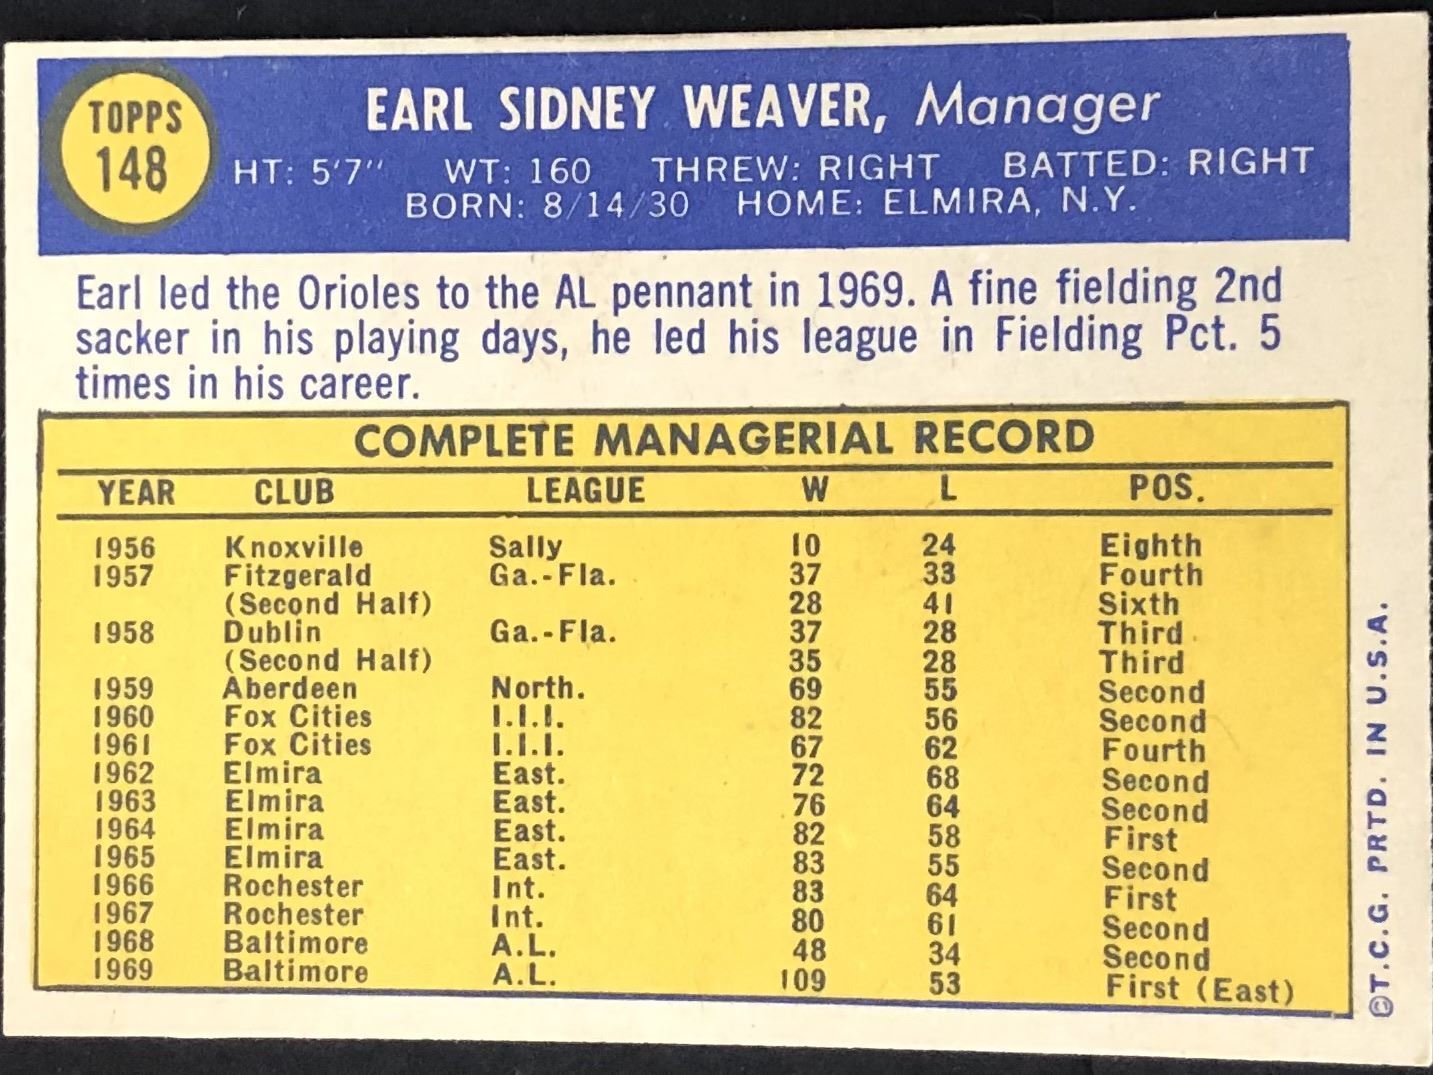 TOPPS
148
EARL SIDNEY WEAVER, Manager
HT: 5'7" WT: 160 THREW: RIGHT BATTED: RIGHT
BORN: 8/14/30 HOME: ELMIRA, N.Y.
Earl led the Orioles to the AL pennant in 1969. A fine fielding 2nd
sacker in his playing days, he led his league in Fielding Pct. 5
times in his career.
COMPLETE MANAGERIAL RECORD
YEAR CLUB LEAGUE W L POS.
1956 Knoxville Sally 10 24 Eighth
1957 Fitzgerald Ga.-Fla. 37 33 Fourth
(Second Half) 28 41 Sixth
1958 Dublin Ga.-Fla. 37 28 Third
(Second Half) 35 28 Third
1959 Aberdeen North. 69 55 Second
1960 Fox Cities I.I.I. 82 56 Second
1961 Fox Cities I.I.I. 67 62 Fourth
1962 Elmira East. 72 68 Second
1963 Elmira East. 76 64 Second
1964 Elmira East. 82 58 First
1965 Elmira East. 83 55 Second
1966 Rochester Int. 83 64 First
1967 Rochester Int. 80 61 Second
1968 Baltimore A.L. 48 34 Second
1969 Baltimore A.L. 109 53 First (East)
©T.C.G. PRTD. IN U.S.A.